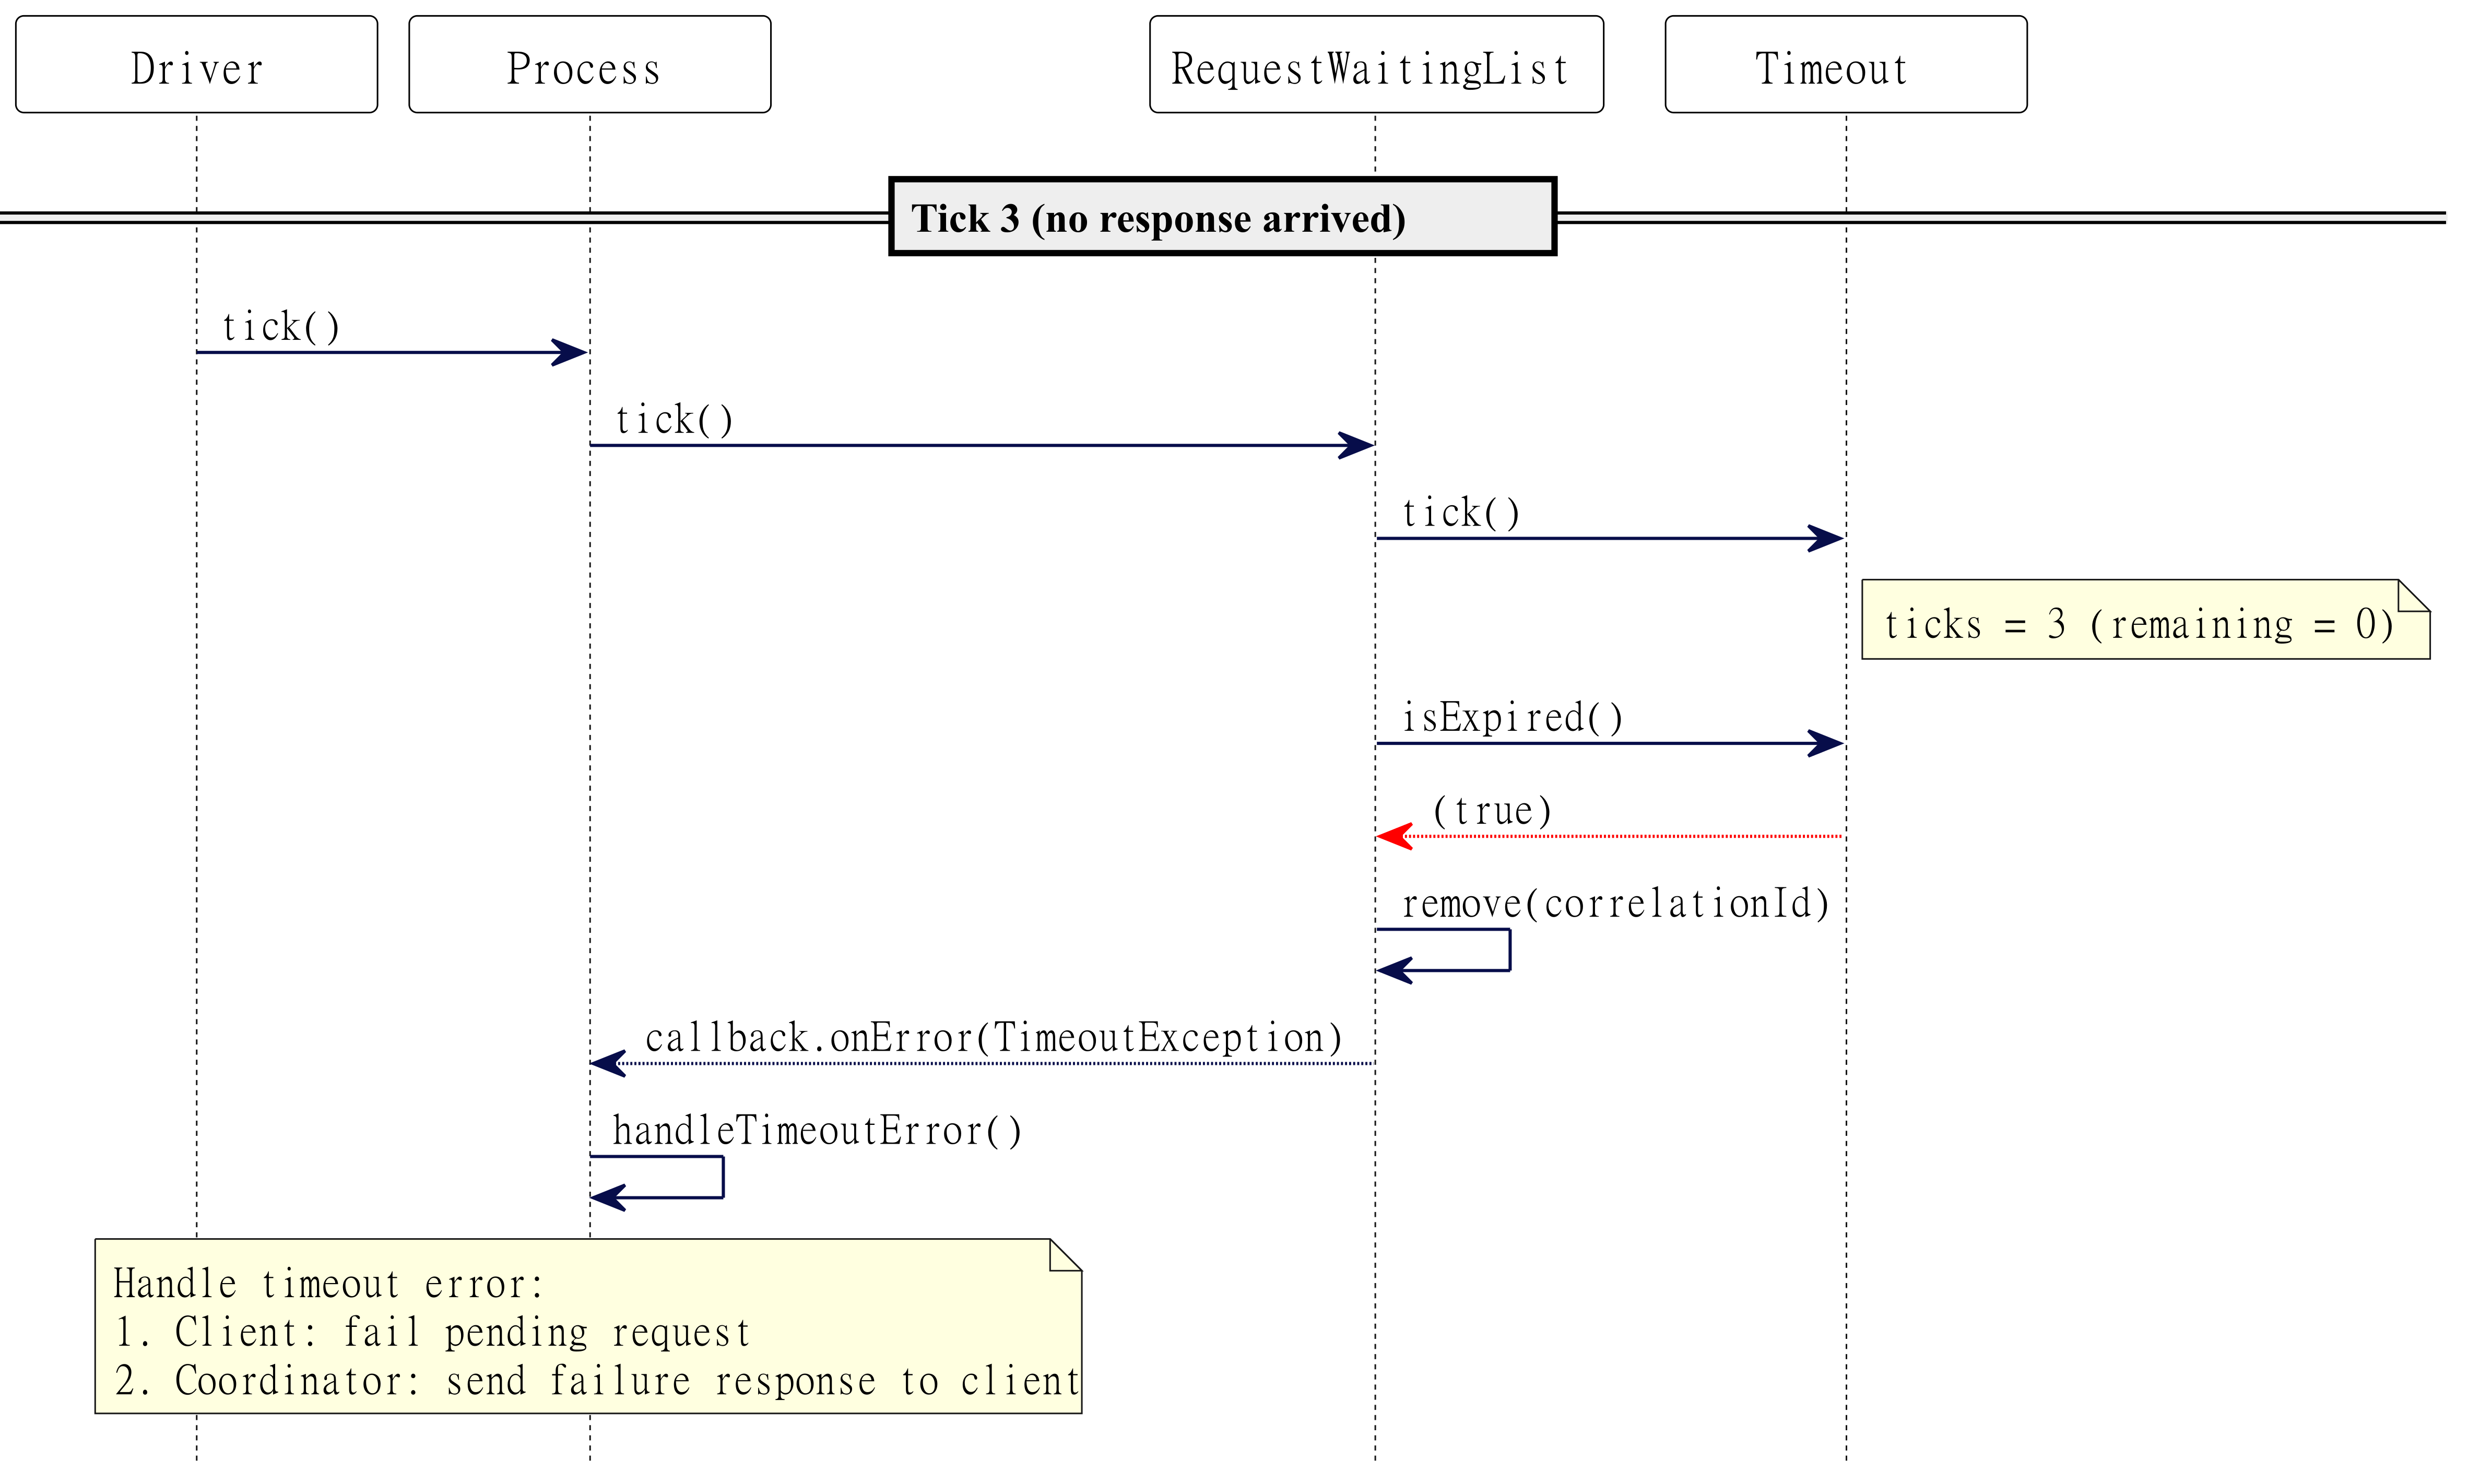 Driver
Process
RequestWaitingList
Timeout
Tick 3 (no response arrived)
tick()
tick()
tick()
ticks = 3 (remaining = 0)
isExpired()
(true)
remove(correlationId)
callback.onError(TimeoutException)
handleTimeoutError()
Handle timeout error:
1. Client: fail pending request
2. Coordinator: send failure response to client